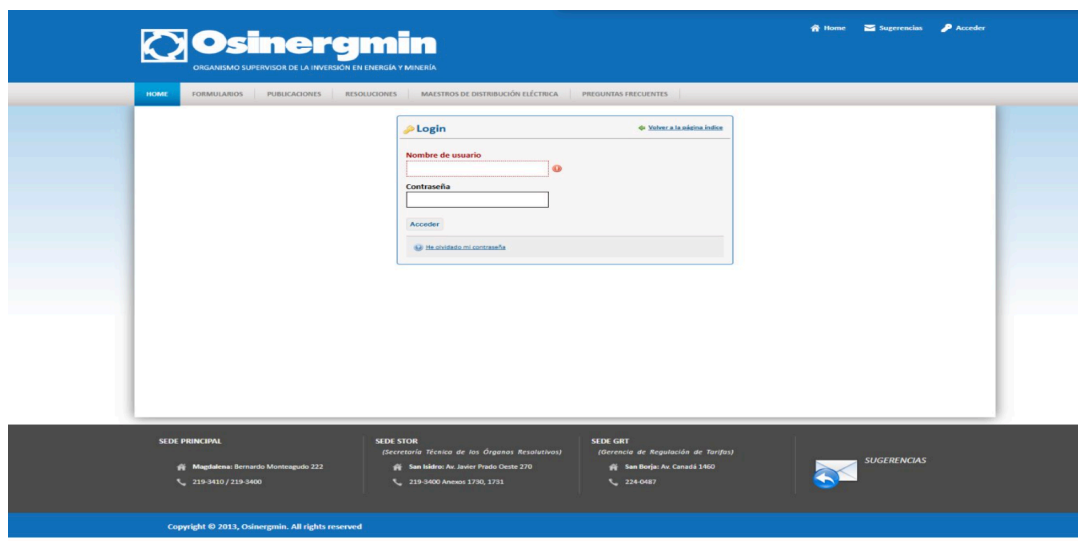 Home Sugerencias Acceder
Osinergmin
ORGANISMO SUPERVISOR DE LA INVERSIÓN EN ENERGÍA Y MINERÍA
HOME FORMULARIOS PUBLICACIONES RESOLUCIONES MAESTROS DE DISTRIBUCIÓN ELÉCTRICA PREGUNTAS FRECUENTES
Login Volver a la página índice
Nombre de usuario
Contraseña
Acceder
He olvidado mi contraseña
SEDE PRINCIPAL
Magdalena: Bernardo Monteagudo 222
219-3410 / 219-3400
SEDE STOR
(Secretaría Técnica de los Órganos Resolutivos)
San Isidro: Av. Javier Prado Oeste 270
219-3400 Anexos 1730, 1731
SEDE GRT
(Gerencia de Regulación de Tarifas)
San Borja: Av. Canadá 1460
224-0487
SUGERENCIAS
Copyright © 2013, Osinergmin. All rights reserved